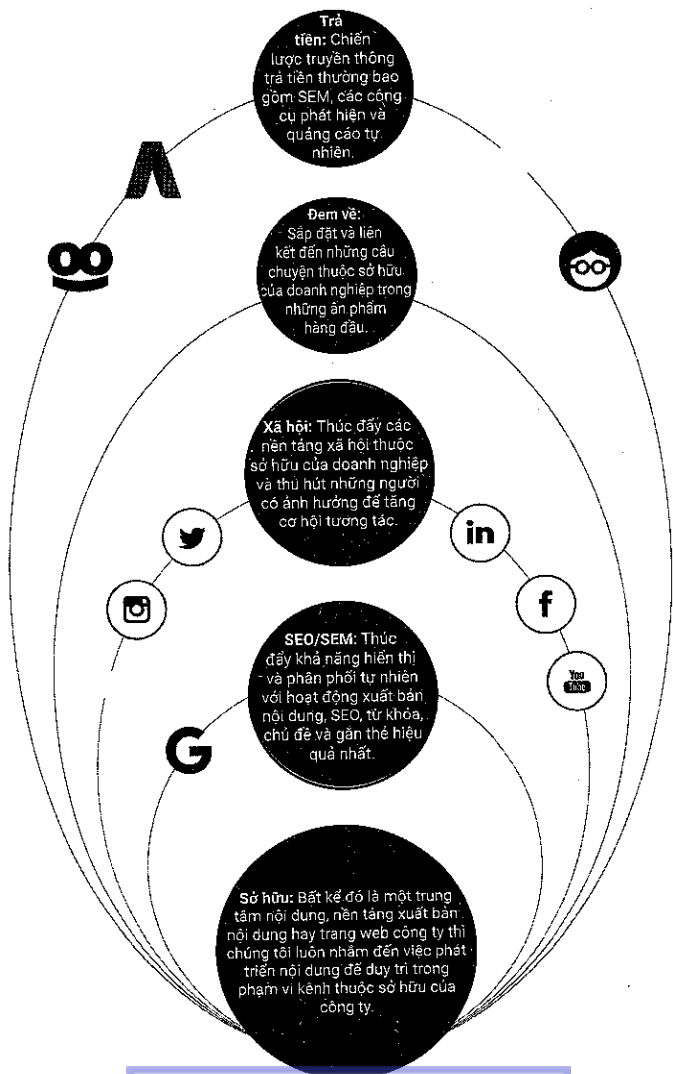 Trả
tiền: Chiến
lược truyền thông
trả tiền thường bao
gồm SEM, các công
cụ phát hiện và
quảng cáo tự
nhiên.
Đem về:
Sắp đặt và liên
kết đến những câu
chuyện thuộc sở hữu
của doanh nghiệp trong
những ấn phẩm
hàng đầu.
Xã hội: Thúc đẩy các
nền tảng xã hội thuộc
sở hữu của doanh nghiệp
và thu hút những người
có ảnh hưởng để tăng
cơ hội tương tác.
in
f
You
Tube
SEO/SEM: Thúc
đẩy khả năng hiển thị
và phân phối tự nhiên
với hoạt động xuất bản
nội dung, SEO, từ khóa,
chủ đề và gắn thẻ hiệu
quả nhất.
G
Sở hữu: Bất kể đó là một trung
tâm nội dung, nền tảng xuất bản
nội dung hay trang web công ty thì
chúng tôi luôn nhắm đến việc phát
triển nội dung để duy trì trong
phạm vi kênh thuộc sở hữu của
công ty.